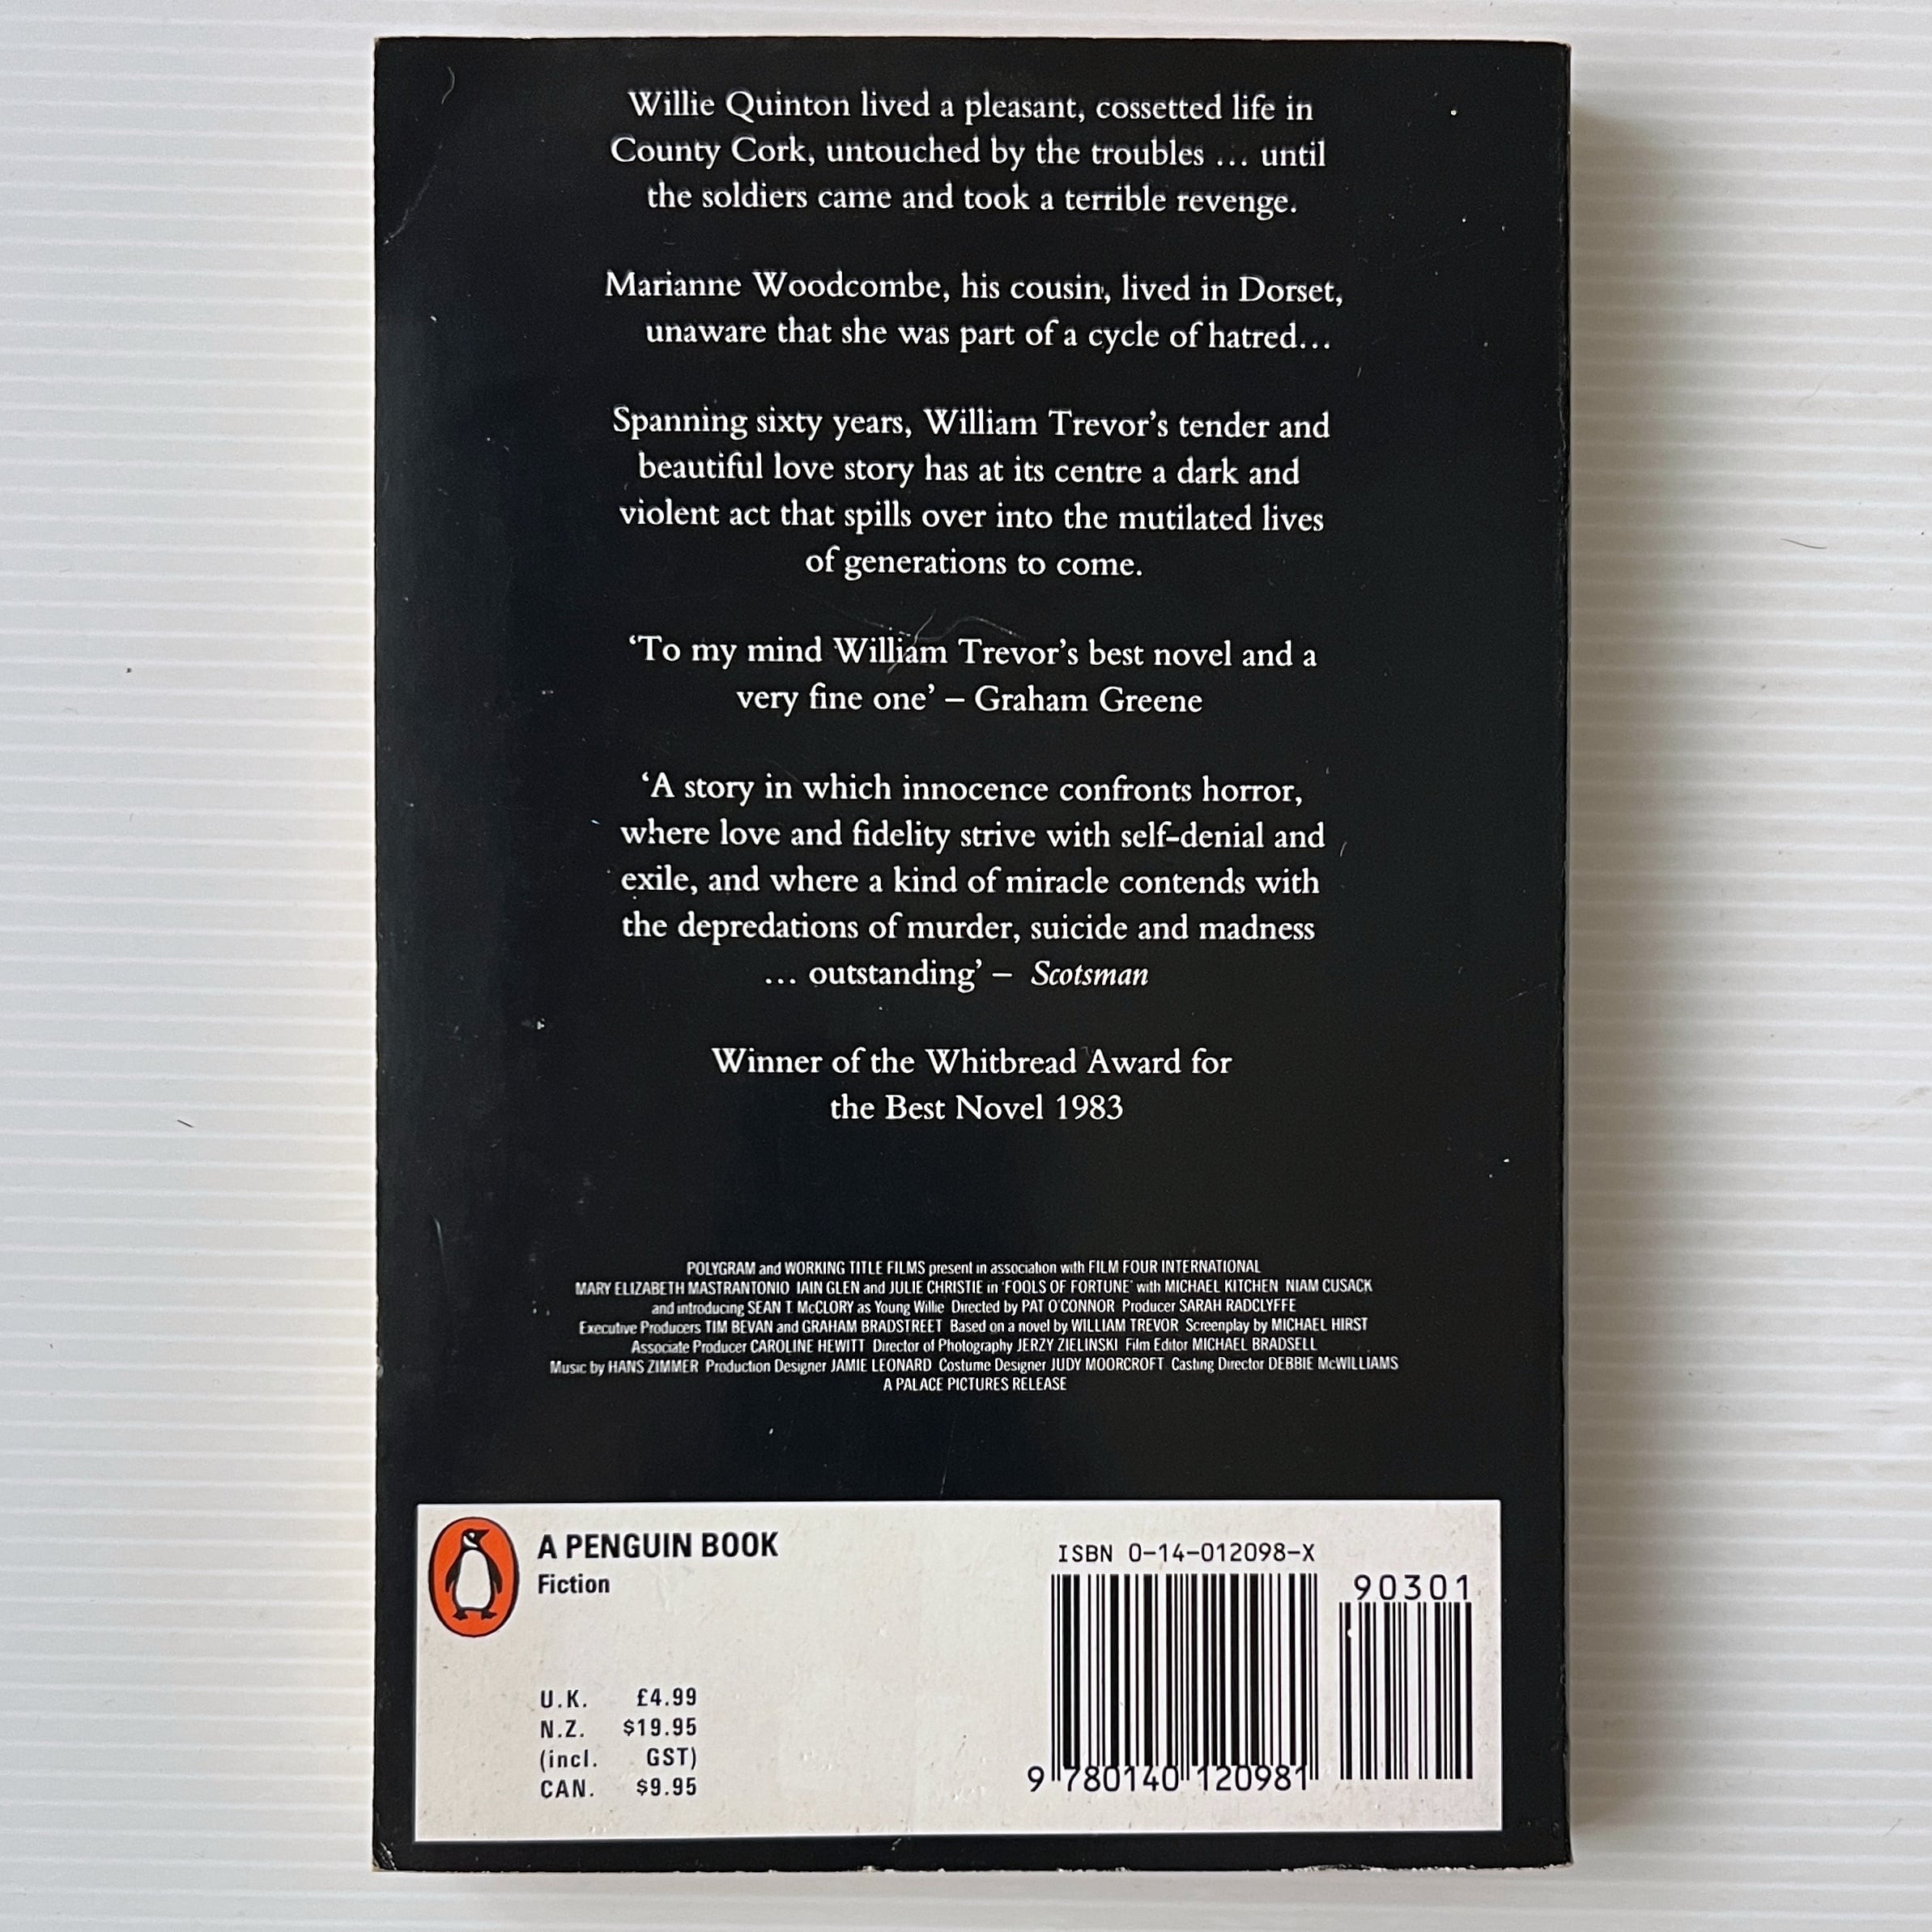 Willie Quinton lived a pleasant, cossetted life in
County Cork, untouched by the troubles ... until
the soldiers came and took a terrible revenge.
Marianne Woodcombe, his cousin, lived in Dorset,
unaware that she was part of a cycle of hatred...
Spanning sixty years, William Trevor's tender and
beautiful love story has at its centre a dark and
violent act that spills over into the mutilated lives
of generations to come.
‘To my mind William Trevor's best novel and a
very fine one’ – Graham Greene
‘A story in which innocence confronts horror,
where love and fidelity strive with self-denial and
exile, and where a kind of miracle contends with
the depredations of murder, suicide and madness
... outstanding’ – Scotsman
Winner of the Whitbread Award for
the Best Novel 1983
POLYGRAM and WORKING TITLE FILMS present in association with FILM FOUR INTERNATIONAL
MARY ELIZABETH MASTRANTONIO IAIN GLEN and JULIE CHRISTIE in ‘FOOLS OF FORTUNE’ with MICHAEL KITCHEN NIAM CUSACK
and introducing SEAN T. McCLORY as Young Willie Directed by PAT O'CONNOR Producer SARAH RADCLYFFE
Executive Producers TIM BEVAN and GRAHAM BRADSTREET Based on a novel by WILLIAM TREVOR Screenplay by MICHAEL HIRST
Associate Producer CAROLINE HEWITT Director of Photography JERZY ZIELINSKI Film Editor MICHAEL BRADSELL
Music by HANS ZIMMER Production Designer JAMIE LEONARD Costume Designer JUDY MOORCROFT Casting Director DEBBIE McWILLIAMS
A PALACE PICTURES RELEASE
A PENGUIN BOOK
Fiction
U.K. £4.99
N.Z. $19.95
(incl. GST)
CAN. $9.95
ISBN 0-14-012098-X
90301
9 780140 120981